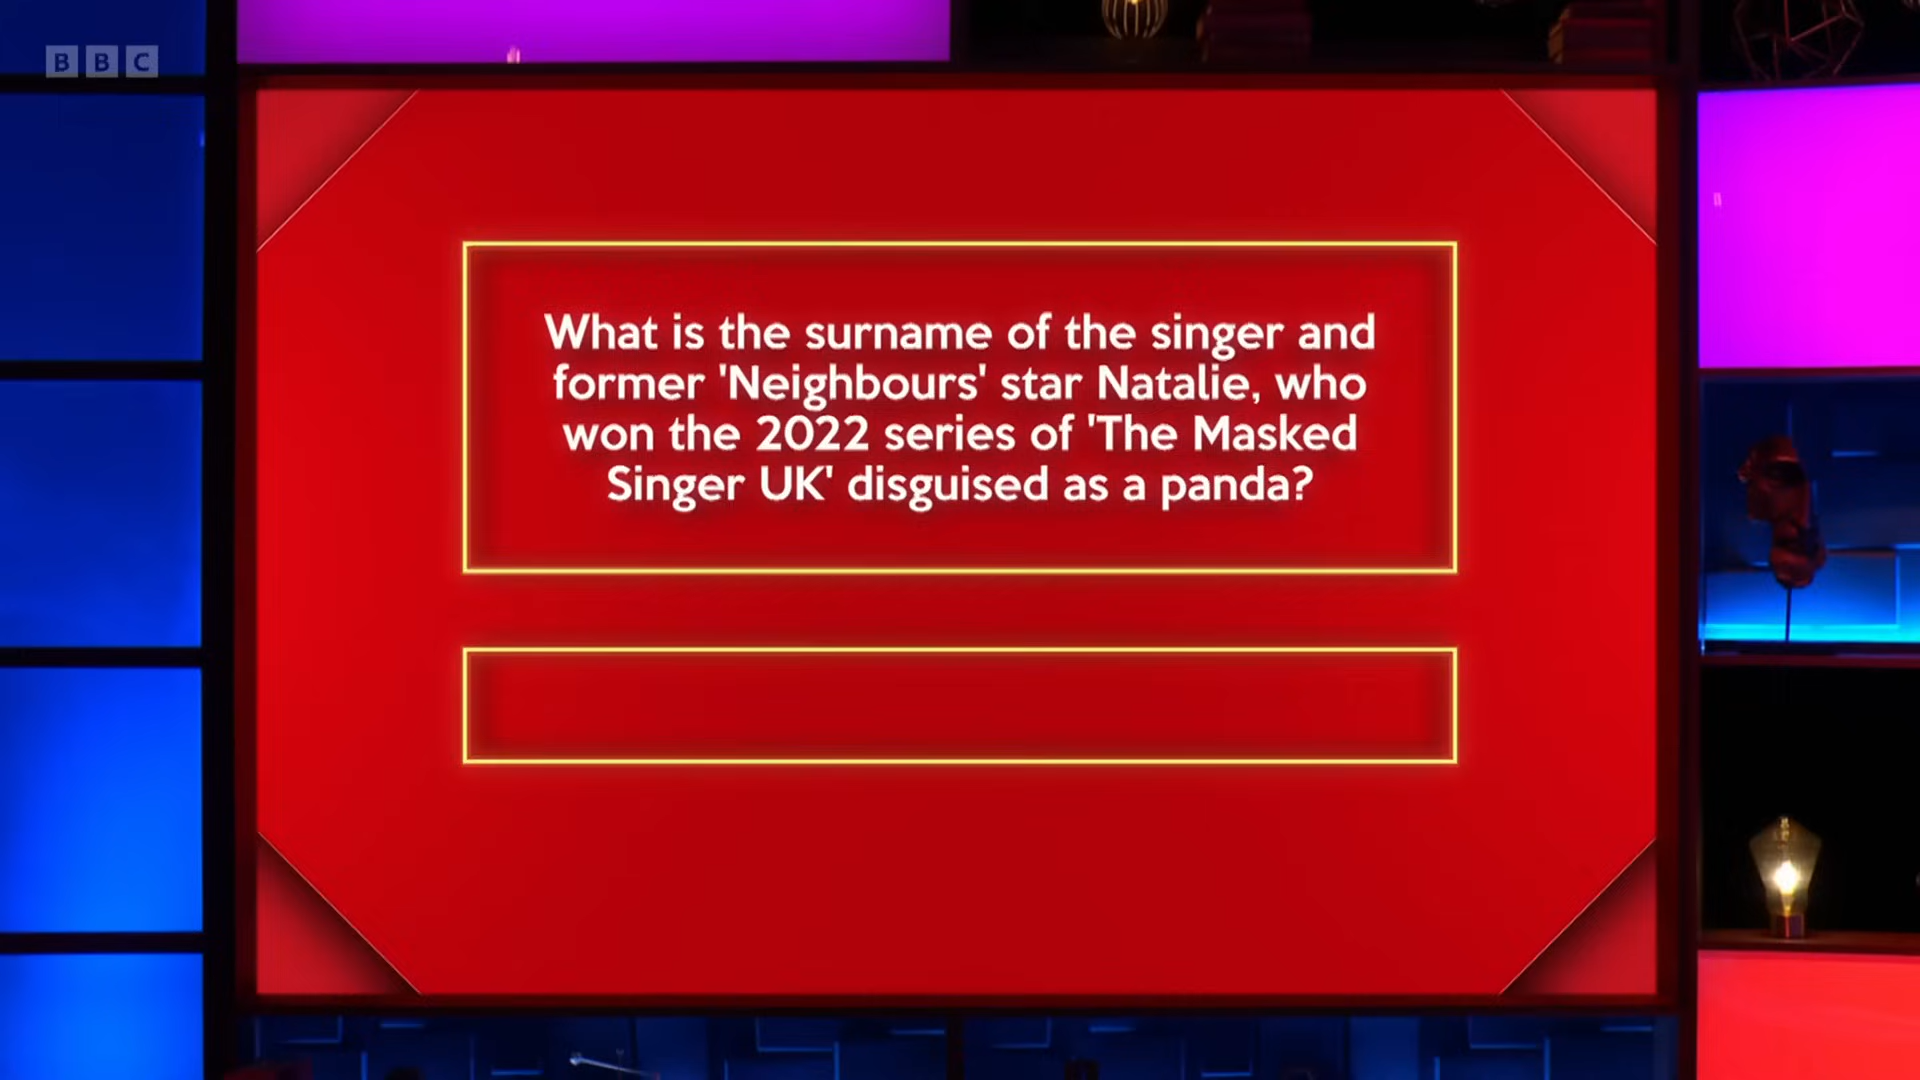 BBC
What is the surname of the singer and
former 'Neighbours' star Natalie, who
won the 2022 series of 'The Masked
Singer UK' disguised as a panda?